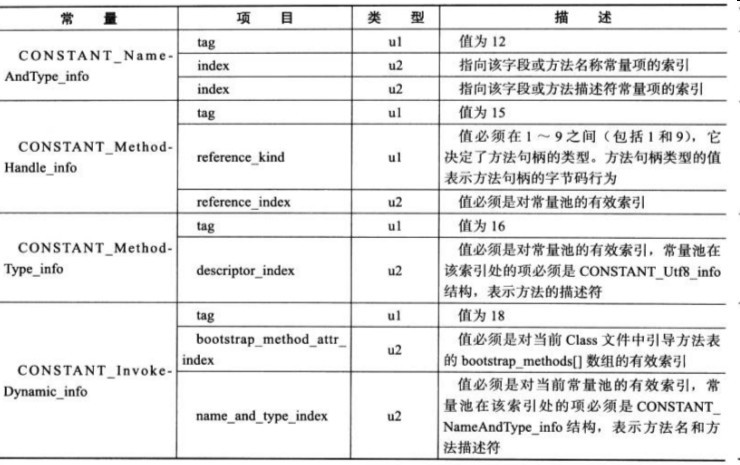 常 量 项 目 类 型 描 述
CONSTANT_Name-
AndType_info
tag u1 值为 12
index u2 指向该字段或方法名称常量项的索引
index u2 指向该字段或方法描述符常量项的索引
CONSTANT_Method-
Handle_info
tag u1 值为 15
reference_kind u1 值必须在 1 ～ 9 之间（包括 1 和 9），它
决定了方法句柄的类型。方法句柄类型的值
表示方法句柄的字节码行为
reference_index u2 值必须是对常量池的有效索引
CONSTANT_Method-
Type_info
tag u1 值为 16
descriptor_index u2 值必须是对常量池的有效索引，常量池在
该索引处的项必须是 CONSTANT_Utf8_info
结构，表示方法的描述符
CONSTANT_Invoke-
Dynamic_info
tag u1 值为 18
bootstrap_method_attr_
index u2 值必须是对当前 Class 文件中引导方法表
的 bootstrap_methods[] 数组的有效索引
name_and_type_index u2 值必须是对当前常量池的有效索引，常
量池在该索引处的项必须是 CONSTANT_
NameAndType_info 结构，表示方法名和方
法描述符